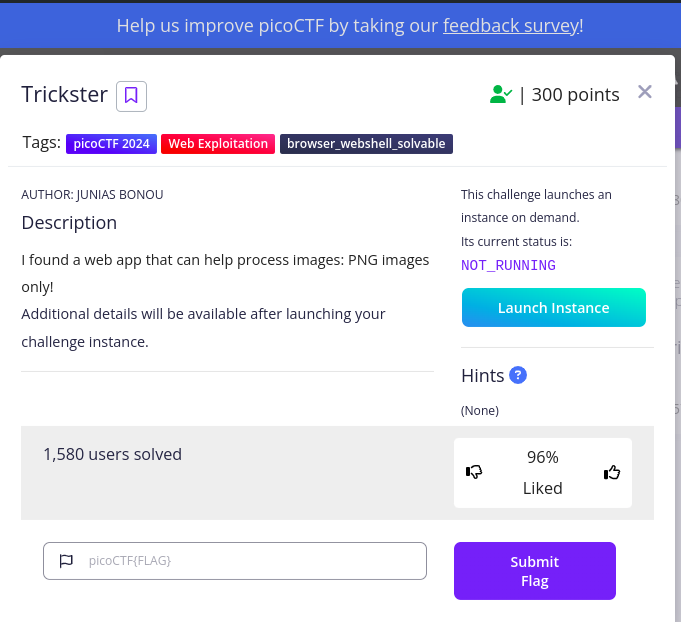 Help us improve picoCTF by taking our feedback survey!
Trickster
| 300 points
Tags: picoCTF 2024 Web Exploitation browser_webshell_solvable
AUTHOR: JUNIAS BONOU
Description
I found a web app that can help process images: PNG images
only!
Additional details will be available after launching your
challenge instance.
This challenge launches an
instance on demand.
Its current status is:
NOT_RUNNING
Launch Instance
Hints ?
(None)
1,580 users solved
96%
Liked
picoCTF{FLAG}
Submit
Flag